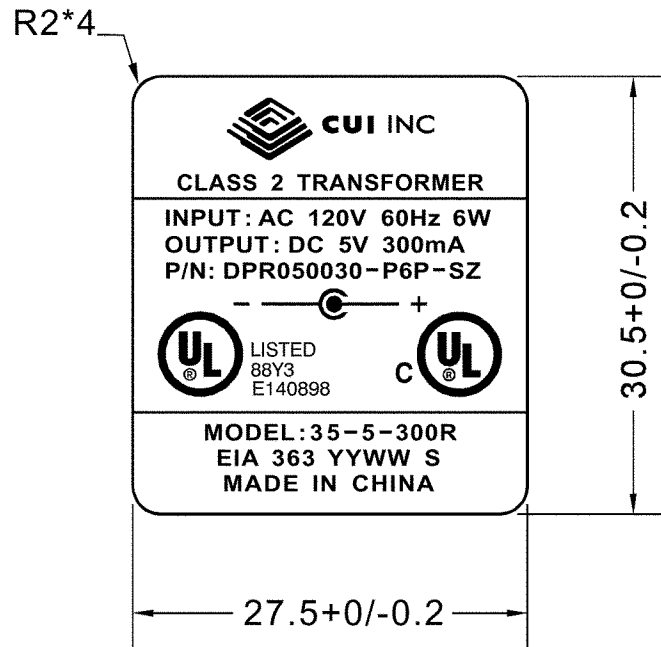 R2*4
CUI INC
CLASS 2 TRANSFORMER
INPUT: AC 120V 60Hz 6W
OUTPUT: DC 5V 300mA
P/N: DPR050030-P6P-SZ
- +
UL ®
LISTED
88Y3
E140898
C UL ®
MODEL:35-5-300R
EIA 363 YYWW S
MADE IN CHINA
30.5+0/-0.2
27.5+0/-0.2